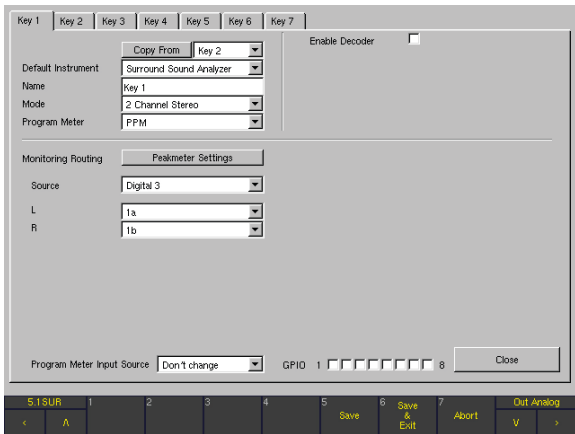 Key 1 Key 2 Key 3 Key 4 Key 5 Key 6 Key 7
Copy From Key 2 Enable Decoder
Default Instrument Surround Sound Analyzer
Name Key 1
Mode 2 Channel Stereo
Program Meter PPM
Monitoring Routing Peakmeter Settings
Source Digital 3
L 1a
R 1b
Program Meter Input Source Don't change GPIO 1 8 Close
5.1SUR 1 2 3 4 5 6 7 Out Analog
Save Save & Exit Abort
< Λ V >